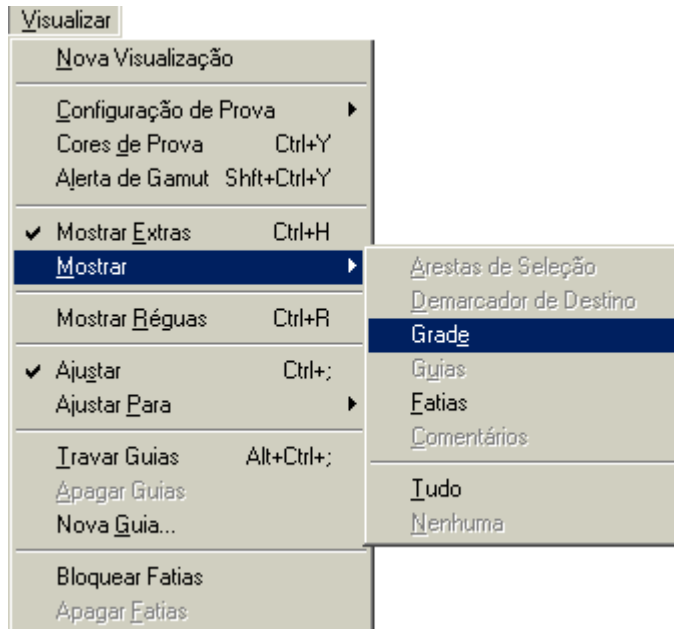 Visualizar
Nova Visualização
Configuração de Prova
Cores de Prova Ctrl+Y
Alerta de Gamut Shft+Ctrl+Y
Mostrar Extras Ctrl+H
Mostrar
Mostrar Réguas Ctrl+R
Ajustar Ctrl+;
Ajustar Para
Travar Guias Alt+Ctrl+;
Apagar Guias
Nova Guia...
Bloquear Fatias
Apagar Fatias
Arestas de Seleção
Demarcador de Destino
Grade
Guias
Fatias
Comentários
Tudo
Nenhuma